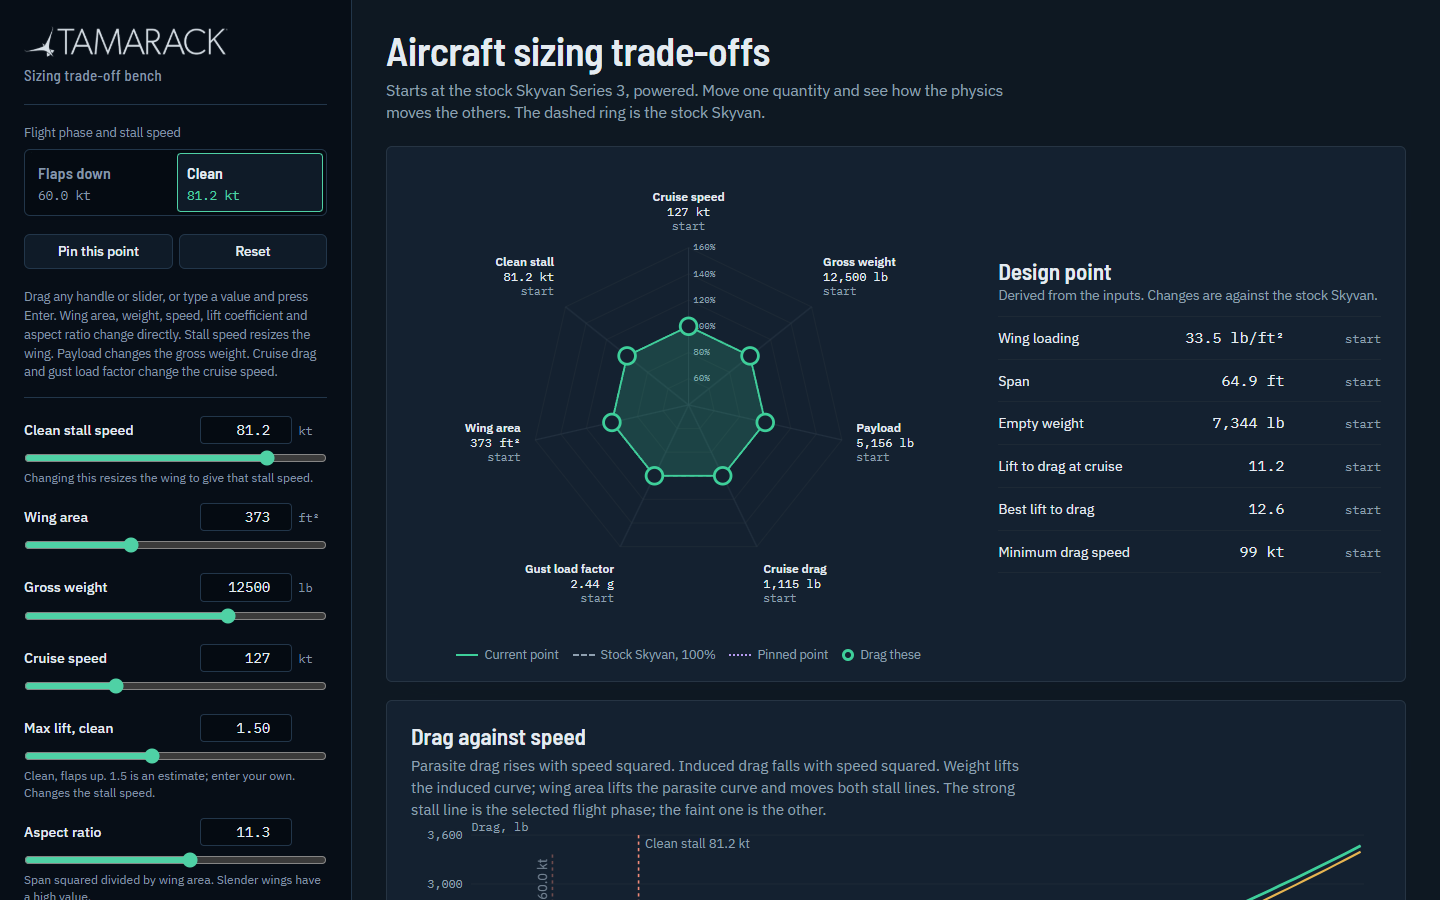 TAMARACK
Sizing trade-off bench
Flight phase and stall speed
Flaps down
60.0 kt
Clean
81.2 kt
Pin this point
Reset
Drag any handle or slider, or type a value and press
Enter. Wing area, weight, speed, lift coefficient and
aspect ratio change directly. Stall speed resizes the
wing. Payload changes the gross weight. Cruise drag
and gust load factor change the cruise speed.
Clean stall speed 81.2 kt
Changing this resizes the wing to give that stall speed.
Wing area 373 ft²
Gross weight 12500 lb
Cruise speed 127 kt
Max lift, clean 1.50
Clean, flaps up. 1.5 is an estimate; enter your own.
Changes the stall speed.
Aspect ratio 11.3
Span squared divided by wing area. Slender wings have
a high value.
Aircraft sizing trade-offs
Starts at the stock Skyvan Series 3, powered. Move one quantity and see how the physics
moves the others. The dashed ring is the stock Skyvan.
Cruise speed
127 kt
start
Clean stall
81.2 kt
start
Gross weight
12,500 lb
start
160%
140%
120%
00%
80%
60%
Wing area
373 ft²
start
Payload
5,156 lb
start
Gust load factor
2.44 g
start
Cruise drag
1,115 lb
start
Current point
Stock Skyvan, 100%
Pinned point
Drag these
Design point
Derived from the inputs. Changes are against the stock Skyvan.
Wing loading 33.5 lb/ft² start
Span 64.9 ft start
Empty weight 7,344 lb start
Lift to drag at cruise 11.2 start
Best lift to drag 12.6 start
Minimum drag speed 99 kt start
Drag against speed
Parasite drag rises with speed squared. Induced drag falls with speed squared. Weight lifts
the induced curve; wing area lifts the parasite curve and moves both stall lines. The strong
stall line is the selected flight phase; the faint one is the other.
Drag, lb
3,600
3,000
60.0 kt
Clean stall 81.2 kt